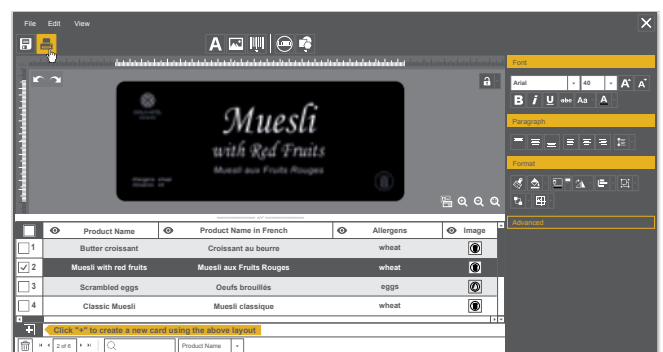 File Edit View
A
Font
Arial 40 A A
B i U abc Aa A
Paragraph
Format
Advanced
Muesli
with Red Fruits
Muesli aux Fruits Rouges
Product Name Product Name in French Allergens Image
1 Butter croissant Croissant au beurre wheat
2 Muesli with red fruits Muesli aux Fruits Rouges wheat
3 Scrambled eggs Oeufs brouillés eggs
4 Classic Muesli Muesli classique wheat
Click "+" to create a new card using the above layout
2 of 6 Product Name